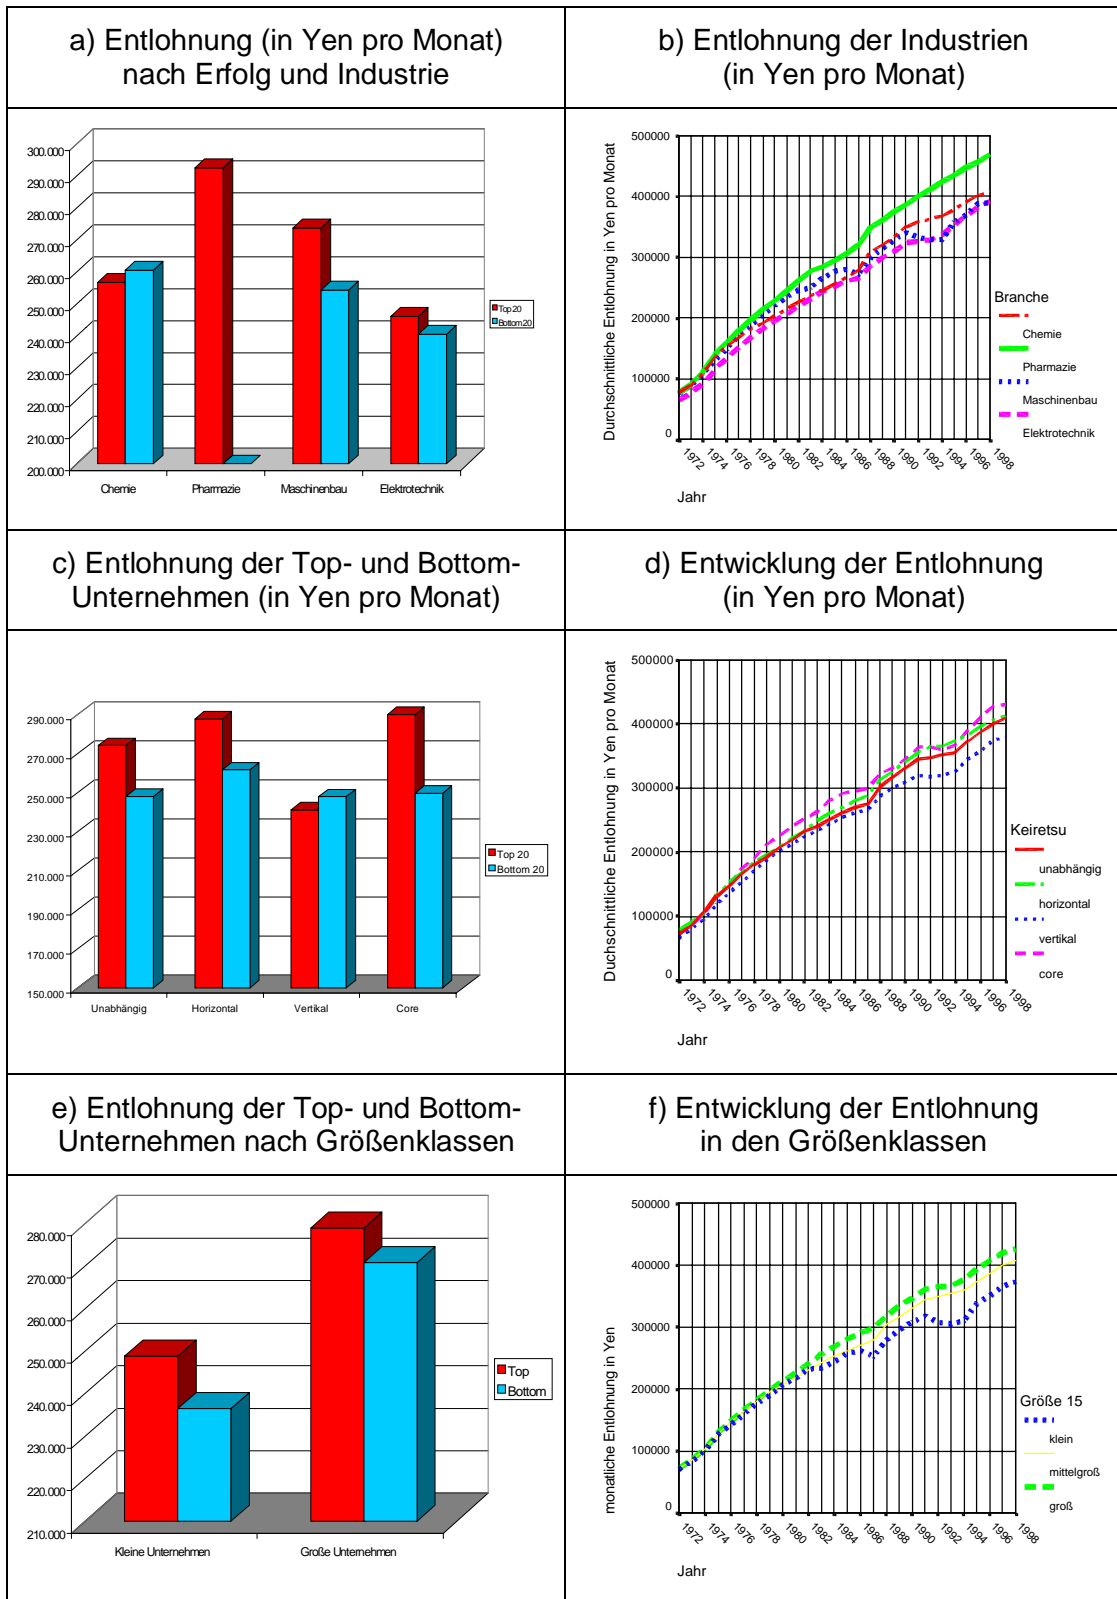 a) Entlohnung (in Yen pro Monat)
nach Erfolg und Industrie
b) Entlohnung der Industrien
(in Yen pro Monat)
300.000
290.000
280.000
270.000
260.000
250.000
240.000
230.000
220.000
210.000
200.000
Chemie
Pharmazie
Maschinenbau
Elektrotechnik
Top 20
Bottom 20
Durchschnittliche Entlohnung in Yen pro Monat
500000
400000
300000
200000
100000
0
1972
1974
1976
1978
1980
1982
1984
1986
1988
1990
1992
1994
1996
1998
Jahr
Branche
Chemie
Pharmazie
Maschinenbau
Elektrotechnik
c) Entlohnung der Top- und Bottom-
Unternehmen (in Yen pro Monat)
d) Entwicklung der Entlohnung
(in Yen pro Monat)
290.000
270.000
250.000
230.000
210.000
190.000
170.000
150.000
Unabhängig
Horizontal
Vertikal
Core
Top 20
Bottom 20
Duchschnittliche Entlohnung in Yen pro Monat
500000
400000
300000
200000
100000
0
1972
1974
1976
1978
1980
1982
1984
1986
1988
1990
1992
1994
1996
1998
Jahr
Keiretsu
unabhängig
horizontal
vertikal
core
e) Entlohnung der Top- und Bottom-
Unternehmen nach Größenklassen
f) Entwicklung der Entlohnung
in den Größenklassen
280.000
270.000
260.000
250.000
240.000
230.000
220.000
210.000
Kleine Unternehmen
Große Unternehmen
Top
Bottom
monatliche Entlohnung in Yen
500000
400000
300000
200000
100000
0
1972
1974
1976
1978
1980
1982
1984
1986
1988
1990
1992
1994
1996
1998
Jahr
Größe 15
klein
mittelgroß
groß